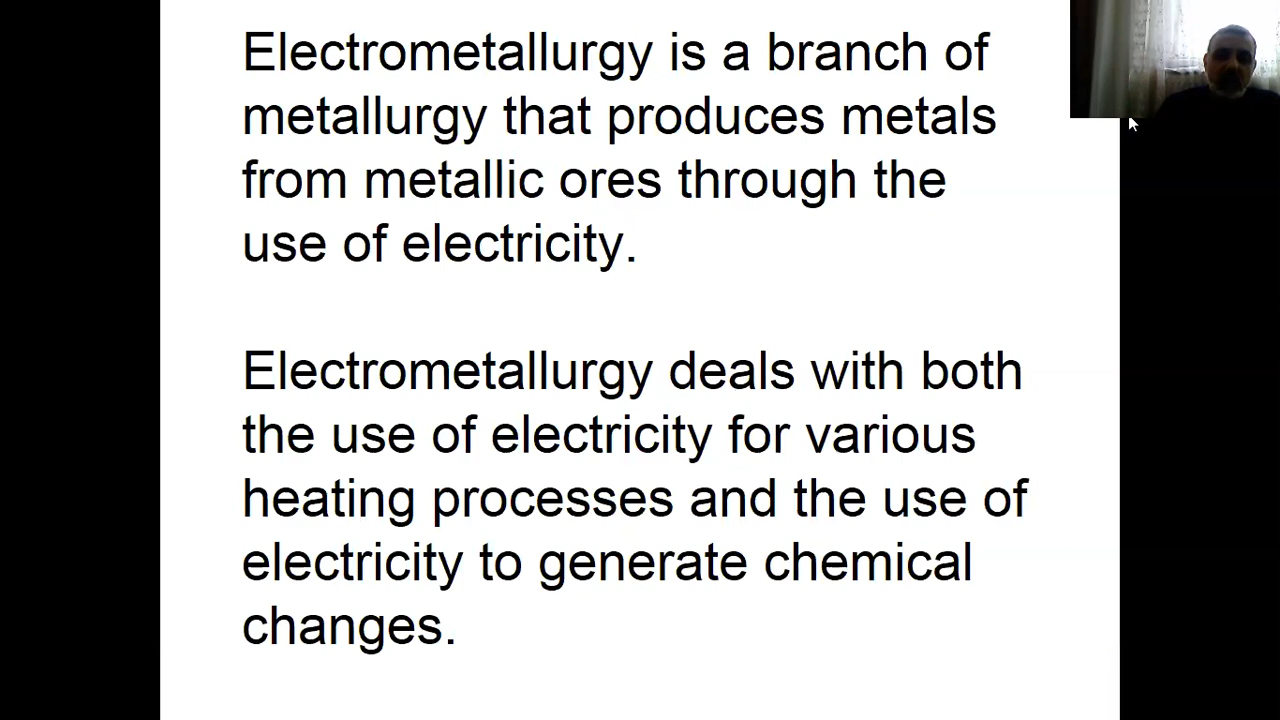 Electrometallurgy is a branch of
metallurgy that produces metals
from metallic ores through the
use of electricity.
Electrometallurgy deals with both
the use of electricity for various
heating processes and the use of
electricity to generate chemical
changes.